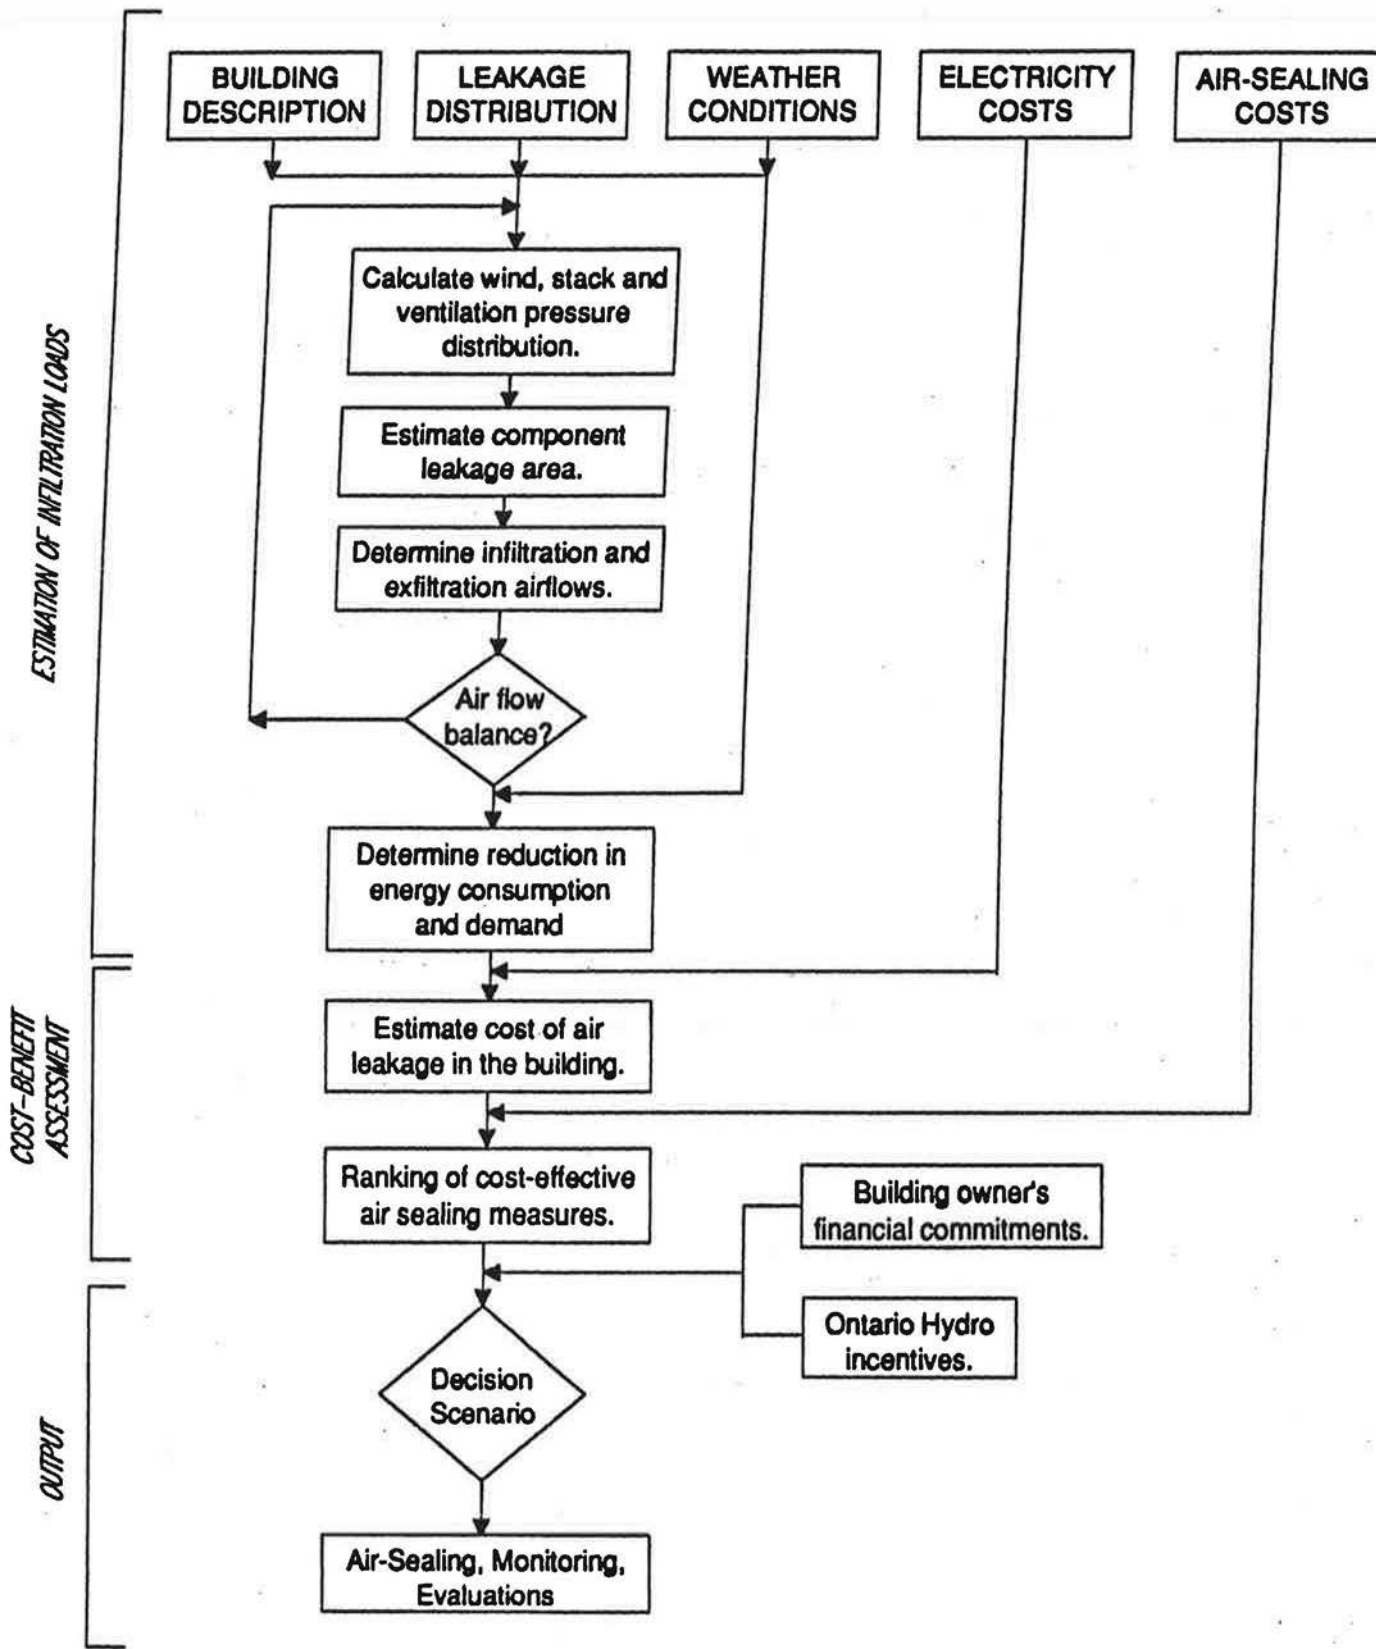 BUILDING
DESCRIPTION
LEAKAGE
DISTRIBUTION
WEATHER
CONDITIONS
ELECTRICITY
COSTS
AIR-SEALING
COSTS
ESTIMATION OF INFILTRATION LOADS
Calculate wind, stack and
ventilation pressure
distribution.
Estimate component
leakage area.
Determine infiltration and
exfiltration airflows.
Air flow
balance?
Determine reduction in
energy consumption
and demand
COST-BENEFIT
ASSESSMENT
Estimate cost of air
leakage in the building.
Ranking of cost-effective
air sealing measures.
Building owner's
financial commitments.
Ontario Hydro
incentives.
OUTPUT
Decision
Scenario
Air-Sealing, Monitoring,
Evaluations